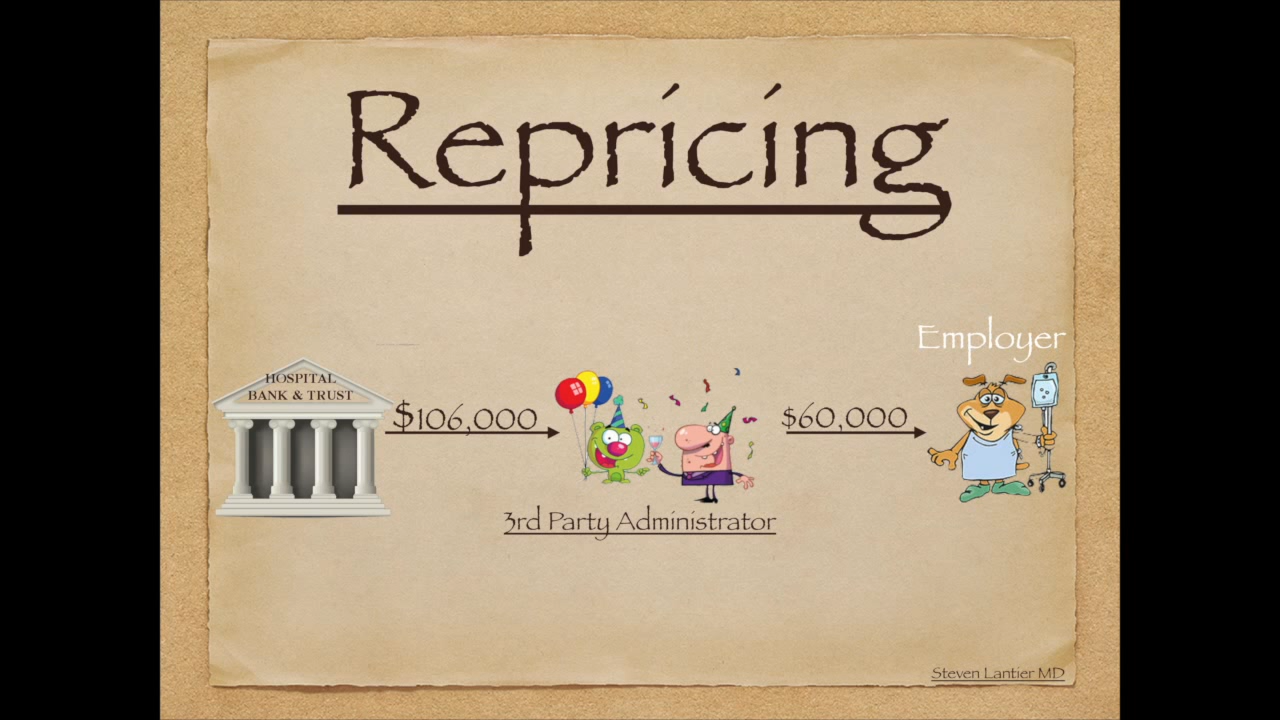 Repricing
Employer
HOSPITAL
BANK & TRUST
$106,000
$60,000
3rd Party Administrator
Steven Lantier MD